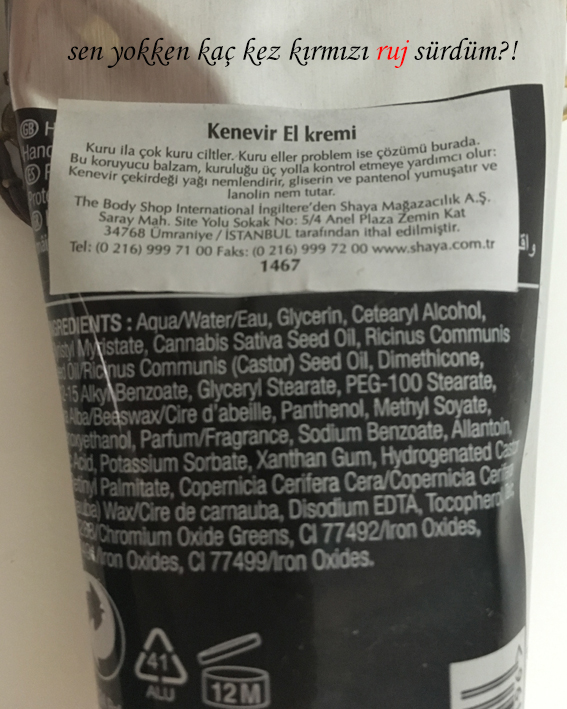 sen yokken kaç kez kırmızı ruj sürdüm?!
Kenevir El kremi
Kuru ila çok kuru ciltler. Kuru eller problem ise çözümü burada.
Bu koruyucu balzam, kuruluğu üç yolla kontrol etmeye yardımcı olur:
Kenevir çekirdeği yağı nemlendirir, gliserin ve pantenol yumuşatır ve
lanolin nem tutar.
The Body Shop International İngiltere'den Shaya Mağazacılık A.Ş.
Saray Mah. Site Yolu Sokak No: 5/4 Anel Plaza Zemin Kat
34768 Ümraniye / İSTANBUL tarafından ithal edilmiştir.
Tel: (0 216) 999 71 00 Faks: (0 216) 999 72 00 www.shaya.com.tr
1467
GB H
Hand
ES
INGREDIENTS : Aqua/Water/Eau, Glycerin, Cetearyl Alcohol,
Myristate, Cannabis Sativa Seed Oil, Ricinus Communis
Oil/Ricinus Communis (Castor) Seed Oil, Dimethicone,
-15 Alkyl Benzoate, Glyceryl Stearate, PEG-100 Stearate,
Alba/Beeswax/Cire d'abeille, Panthenol, Methyl Soyate,
Parfum/Fragrance, Sodium Benzoate, Allantoin,
Acid, Potassium Sorbate, Xanthan Gum, Hydrogenated Castor
Palmitate, Copernicia Cerifera Cera/Copernicia Cerifera
Wax/Cire de carnauba, Disodium EDTA, Tocopherol,
/Chromium Oxide Greens, CI 77492/Iron Oxides,
/Iron Oxides, CI 77499/Iron Oxides.
41
ALU
12 M